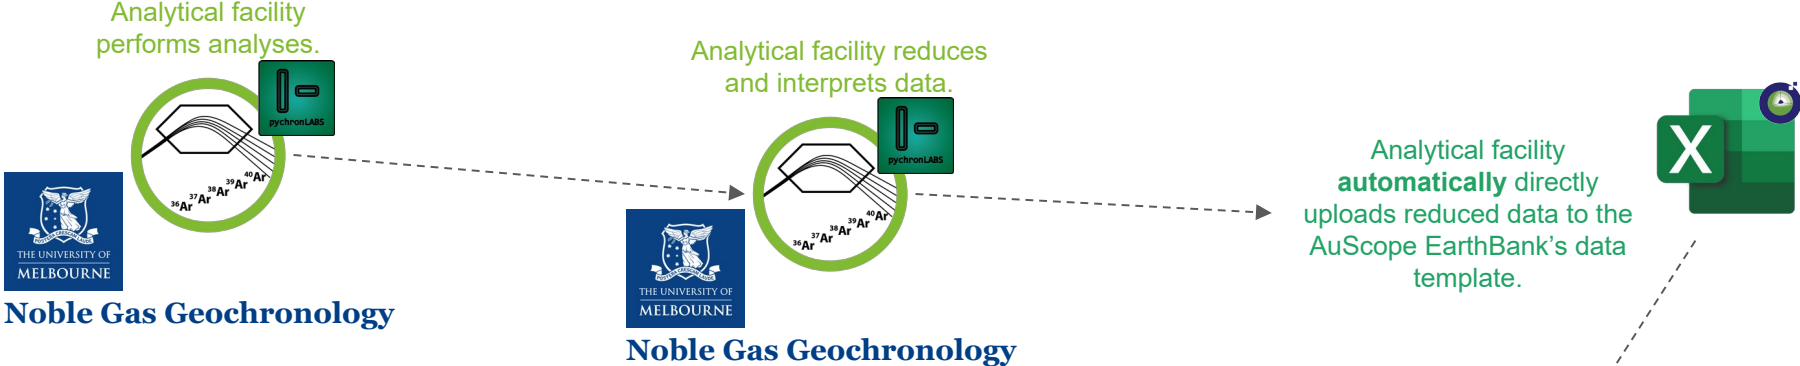 Analytical facility
performs analyses.
pychronLABS
⁴⁰Ar
³⁹Ar
³⁸Ar
³⁷Ar
³⁶Ar
THE UNIVERSITY OF
MELBOURNE
Noble Gas Geochronology
Analytical facility reduces
and interprets data.
pychronLABS
⁴⁰Ar
³⁹Ar
³⁸Ar
³⁷Ar
³⁶Ar
THE UNIVERSITY OF
MELBOURNE
Noble Gas Geochronology
Analytical facility
automatically directly
uploads reduced data to the
AuScope EarthBank’s data
template.
X